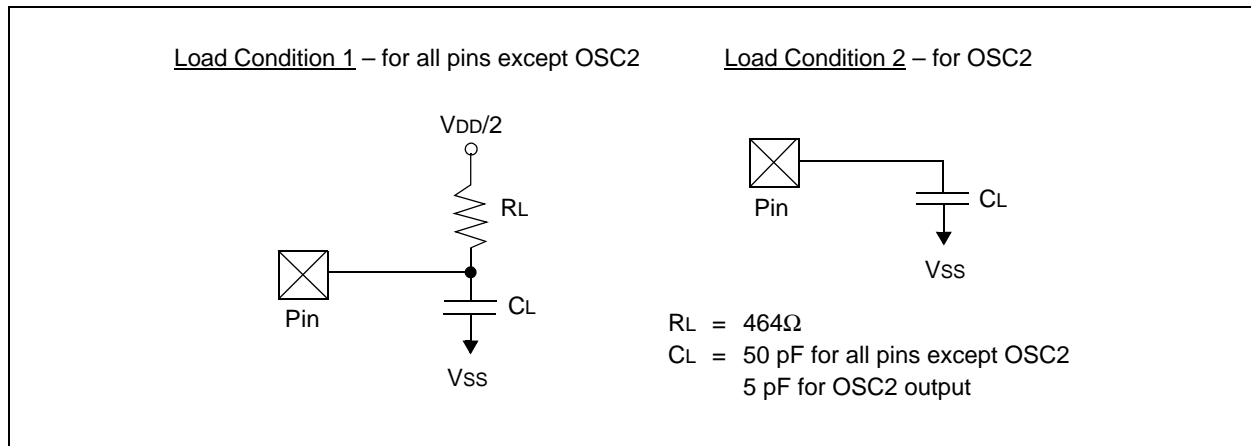 Load Condition 1 – for all pins except OSC2
VDD/2
RL
Pin
CL
VSS
Load Condition 2 – for OSC2
Pin
CL
VSS
RL = 464Ω
CL = 50 pF for all pins except OSC2
5 pF for OSC2 output